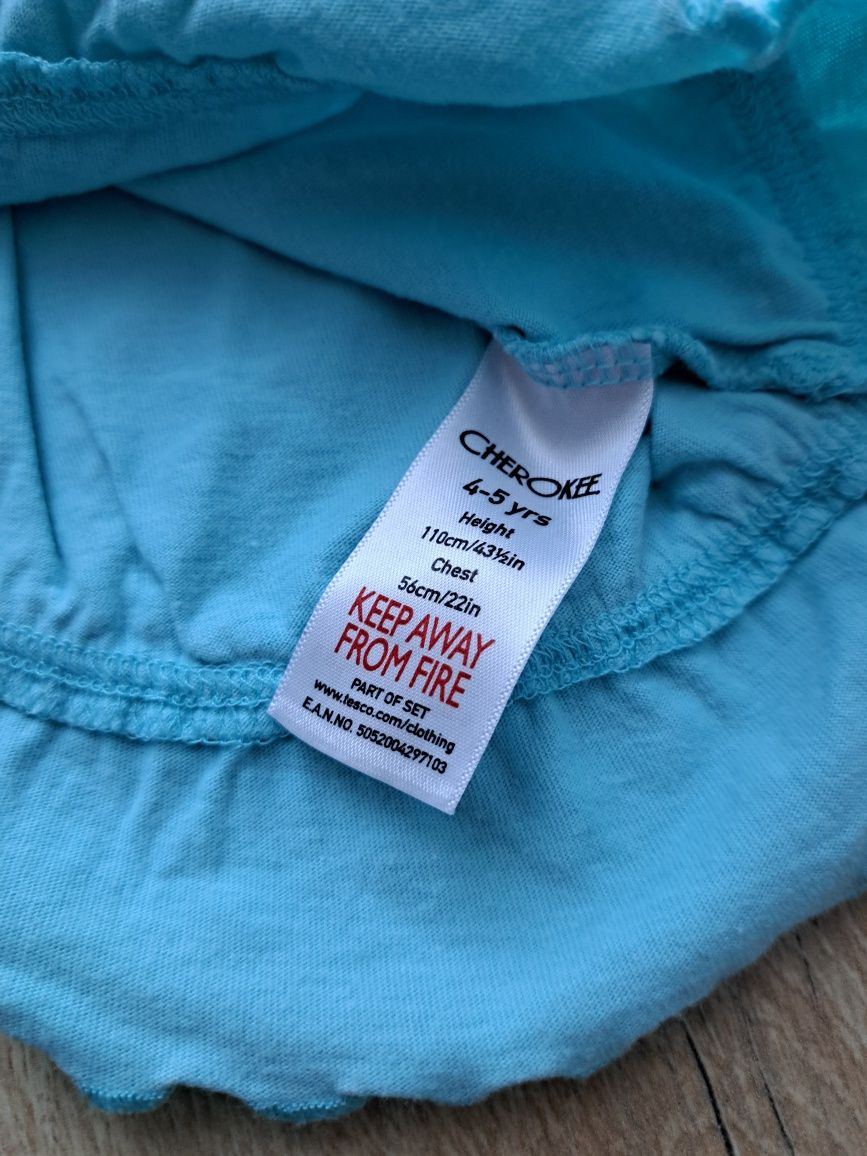 CHEROKEE
4-5 yrs
Height
110cm/43½in
Chest
56cm/22in
KEEP AWAY
FROM FIRE
PART OF SET
www.tesco.com/clothing
E.A.N.NO. 5052004297103